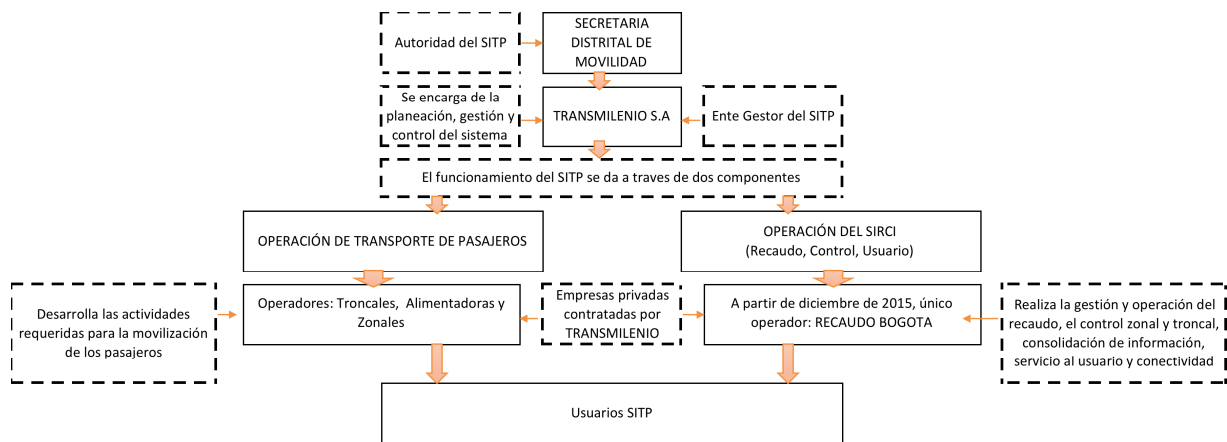 Autoridad del SITP
SECRETARIA
DISTRITAL DE
MOVILIDAD
Se encarga de la
planeación, gestión y
control del sistema
TRANSMILENIO S.A
Ente Gestor del SITP
El funcionamiento del SITP se da a traves de dos componentes
OPERACIÓN DE TRANSPORTE DE PASAJEROS
OPERACIÓN DEL SIRCI
(Recaudo, Control, Usuario)
Desarrolla las actividades
requeridas para la movilización
de los pasajeros
Operadores: Troncales, Alimentadoras y
Zonales
Empresas privadas
contratadas por
TRANSMILENIO
A partir de diciembre de 2015, único
operador: RECAUDO BOGOTA
Realiza la gestión y operación del
recaudo, el control zonal y troncal,
consolidación de información,
servicio al usuario y conectividad
Usuarios SITP